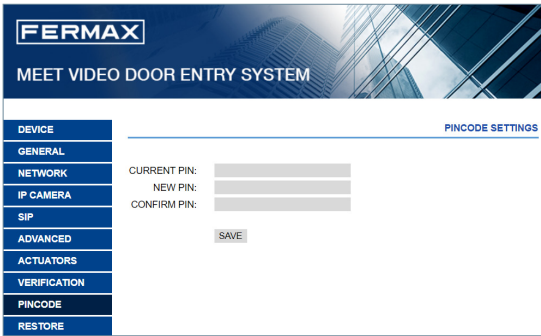 FERMAX
MEET VIDEO DOOR ENTRY SYSTEM
DEVICE
GENERAL
NETWORK
IP CAMERA
SIP
ADVANCED
ACTUATORS
VERIFICATION
PINCODE
RESTORE
PINCODE SETTINGS
CURRENT PIN:
NEW PIN:
CONFIRM PIN:
SAVE